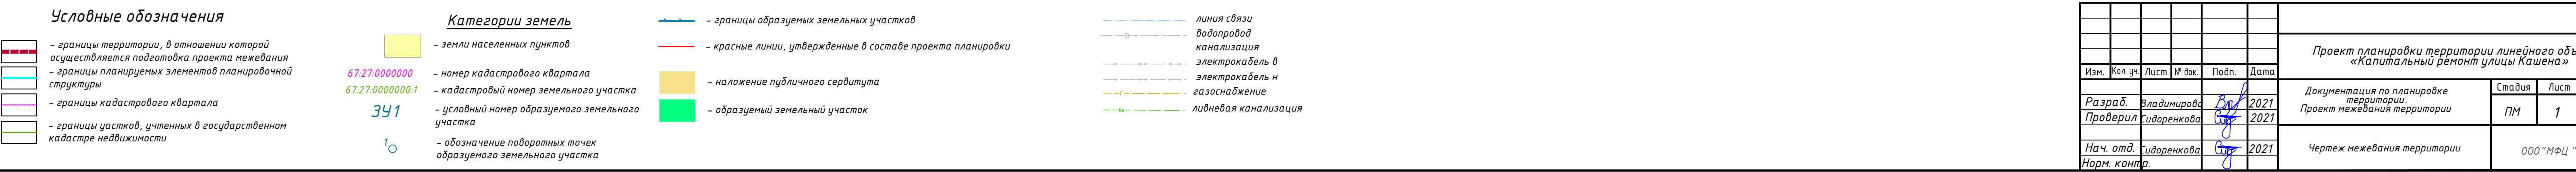 Условные обозначения
– границы территории, в отношении которой
осуществляется подготовка проекта межевания
– границы планируемых элементов планировочной
структуры
– границы кадастрового квартала
– границы уастков, учтенных в государственном
кадастре недвижимости
Категории земель
– земли населенных пунктов
67:27:0000000 – номер кадастрового квартала
67:27:0000000:1 – кадастровый номер земельного участка
ЗУ1 – условный номер образуемого земельного
участка
1 – обозначение поворотных точек
образуемого земельного участка
– границы образуемых земельных участков
– красные линии, утвержденные в составе проекта планировки
– наложение публичного сервитута
– образуемый земельный участок
линия связи
В водопровод
канализация
электрокабель в
электрокабель н
газоснабжение
ливневая канализация
Проект планировки территории линейного объ
«Капитальный ремонт улицы Кашена»
Изм. Кол. уч. Лист № док. Подп. Дата
Документация по планировке
территории.
Проект межевания территории
Стадия Лист
ПМ 1
Разраб. Владимирова 2021
Проверил Сидоренкова 2021
Нач. отд. Сидоренкова 2021
Норм. контр.
Чертеж межевания территории
ООО "МФЦ "